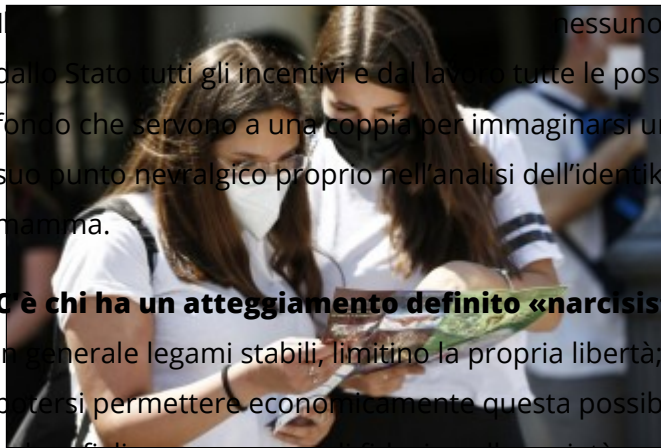 nessuno
dallo Stato tutti gli incentivi e dal lavoro tutte le pos
fondo che servono a una coppia per immaginarsi un
suo punto nevralgico proprio nell'analisi dell'identik
mamma.
C'è chi ha un atteggiamento definito «narcisis
in generale legami stabili, limitino la propria libertà;
potersi permettere economicamente questa possib